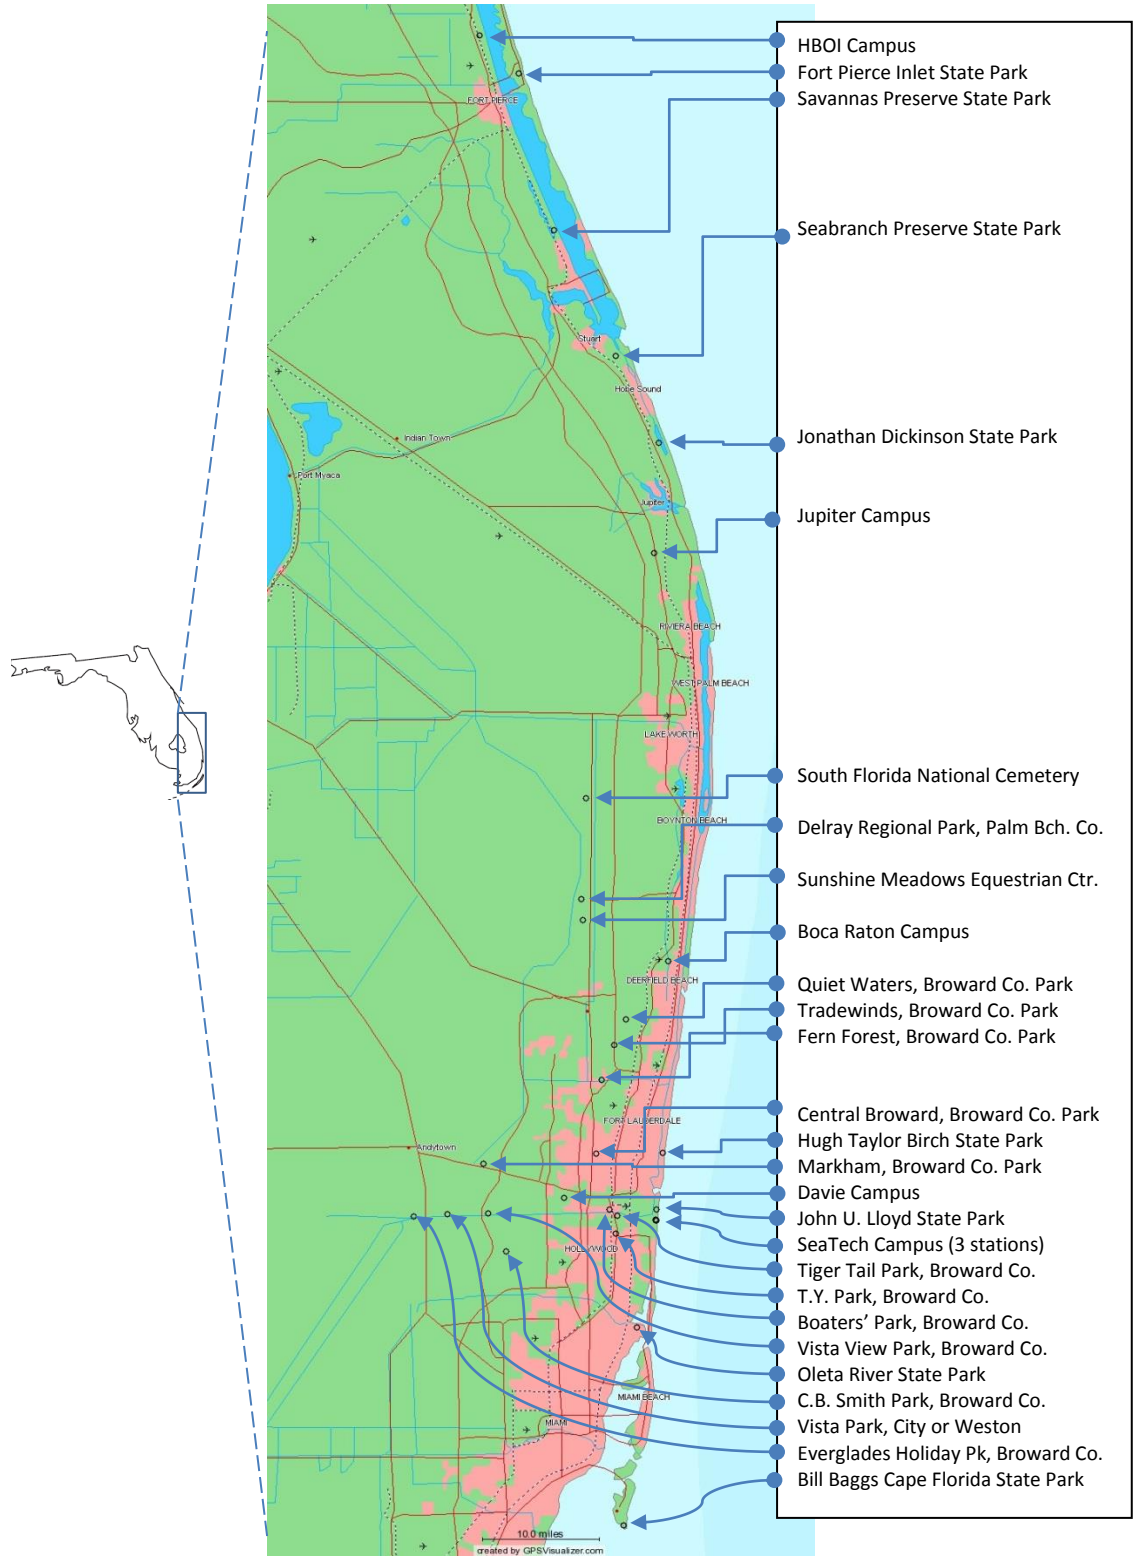 HBOI Campus
Fort Pierce Inlet State Park
Savannas Preserve State Park
Seabranch Preserve State Park
Jonathan Dickinson State Park
Jupiter Campus
South Florida National Cemetery
Delray Regional Park, Palm Bch. Co.
Sunshine Meadows Equestrian Ctr.
Boca Raton Campus
Quiet Waters, Broward Co. Park
Tradewinds, Broward Co. Park
Fern Forest, Broward Co. Park
Central Broward, Broward Co. Park
Hugh Taylor Birch State Park
Markham, Broward Co. Park
Davie Campus
John U. Lloyd State Park
SeaTech Campus (3 stations)
Tiger Tail Park, Broward Co.
T.Y. Park, Broward Co.
Boaters' Park, Broward Co.
Vista View Park, Broward Co.
Oleta River State Park
C.B. Smith Park, Broward Co.
Vista Park, City or Weston
Everglades Holiday Pk, Broward Co.
Bill Baggs Cape Florida State Park
FORT PIERCE
Stuart
Hobe Sound
Indian Town
Port Myaca
Jupiter
RIVIERA BEACH
WEST PALM BEACH
LAKE WORTH
BOYNTON BEACH
DEERFIELD BEACH
FORT LAUDERDALE
Andytown
HOLLYWOOD
MIAMI BEACH
MIAMI
10.0 miles
created by GPSVisualizer.com